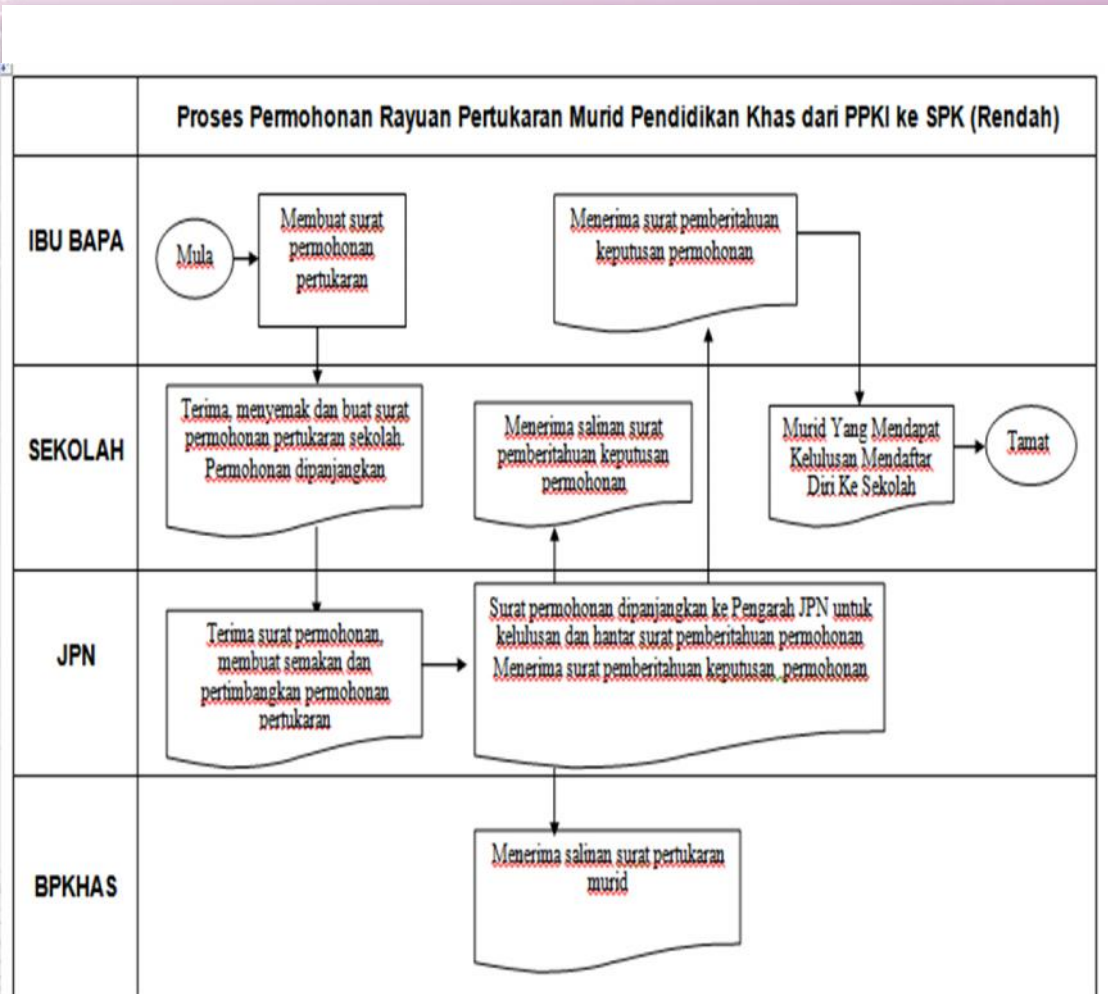 Proses Permohonan Rayuan Pertukaran Murid Pendidikan Khas dari PPKI ke SPK (Rendah)
IBU BAPA
Mula
Membuat surat
permohonan
pertukaran
Menerima surat pemberitahuan
keputusan permohonan
SEKOLAH
Terima, menyemak dan buat surat
permohonan pertukaran sekolah.
Permohonan dipanjangkan
Menerima salinan surat
pemberitahuan keputusan
permohonan
Murid Yang Mendapat
Kelulusan Mendaftar
Diri Ke Sekolah
Tamat
JPN
Terima surat permohonan,
membuat semakan dan
pertimbangkan permohonan
pertukaran
Surat permohonan dipanjangkan ke Pengarah JPN untuk
kelulusan dan hantar surat pemberitahuan permohonan
Menerima surat pemberitahuan keputusan, permohonan
BPKHAS
Menerima salinan surat pertukaran
murid